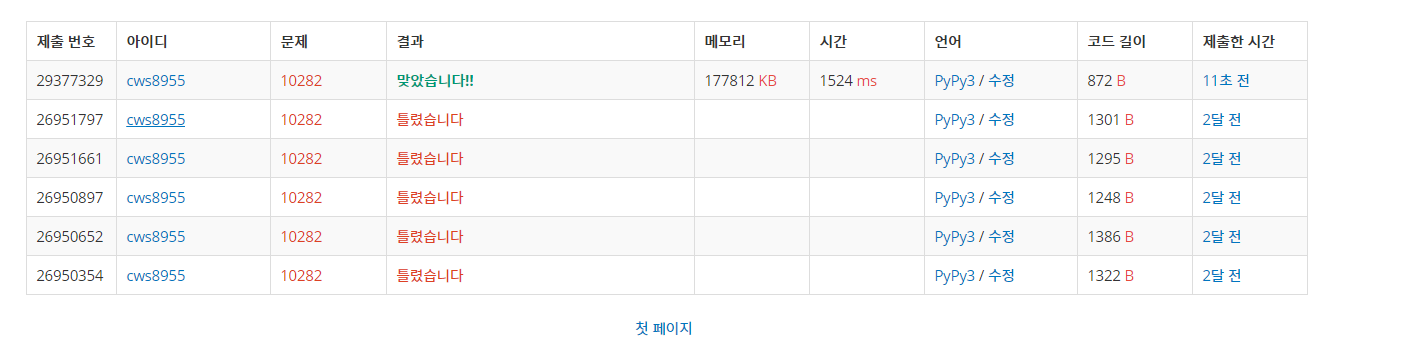 제출 번호 아이디 문제 결과 메모리 시간 언어 코드 길이 제출한 시간
29377329 cws8955 10282 맞았습니다!! 177812 KB 1524 ms PyPy3 / 수정 872 B 11초 전
26951797 cws8955 10282 틀렸습니다 PyPy3 / 수정 1301 B 2달 전
26951661 cws8955 10282 틀렸습니다 PyPy3 / 수정 1295 B 2달 전
26950897 cws8955 10282 틀렸습니다 PyPy3 / 수정 1248 B 2달 전
26950652 cws8955 10282 틀렸습니다 PyPy3 / 수정 1386 B 2달 전
26950354 cws8955 10282 틀렸습니다 PyPy3 / 수정 1322 B 2달 전
첫 페이지